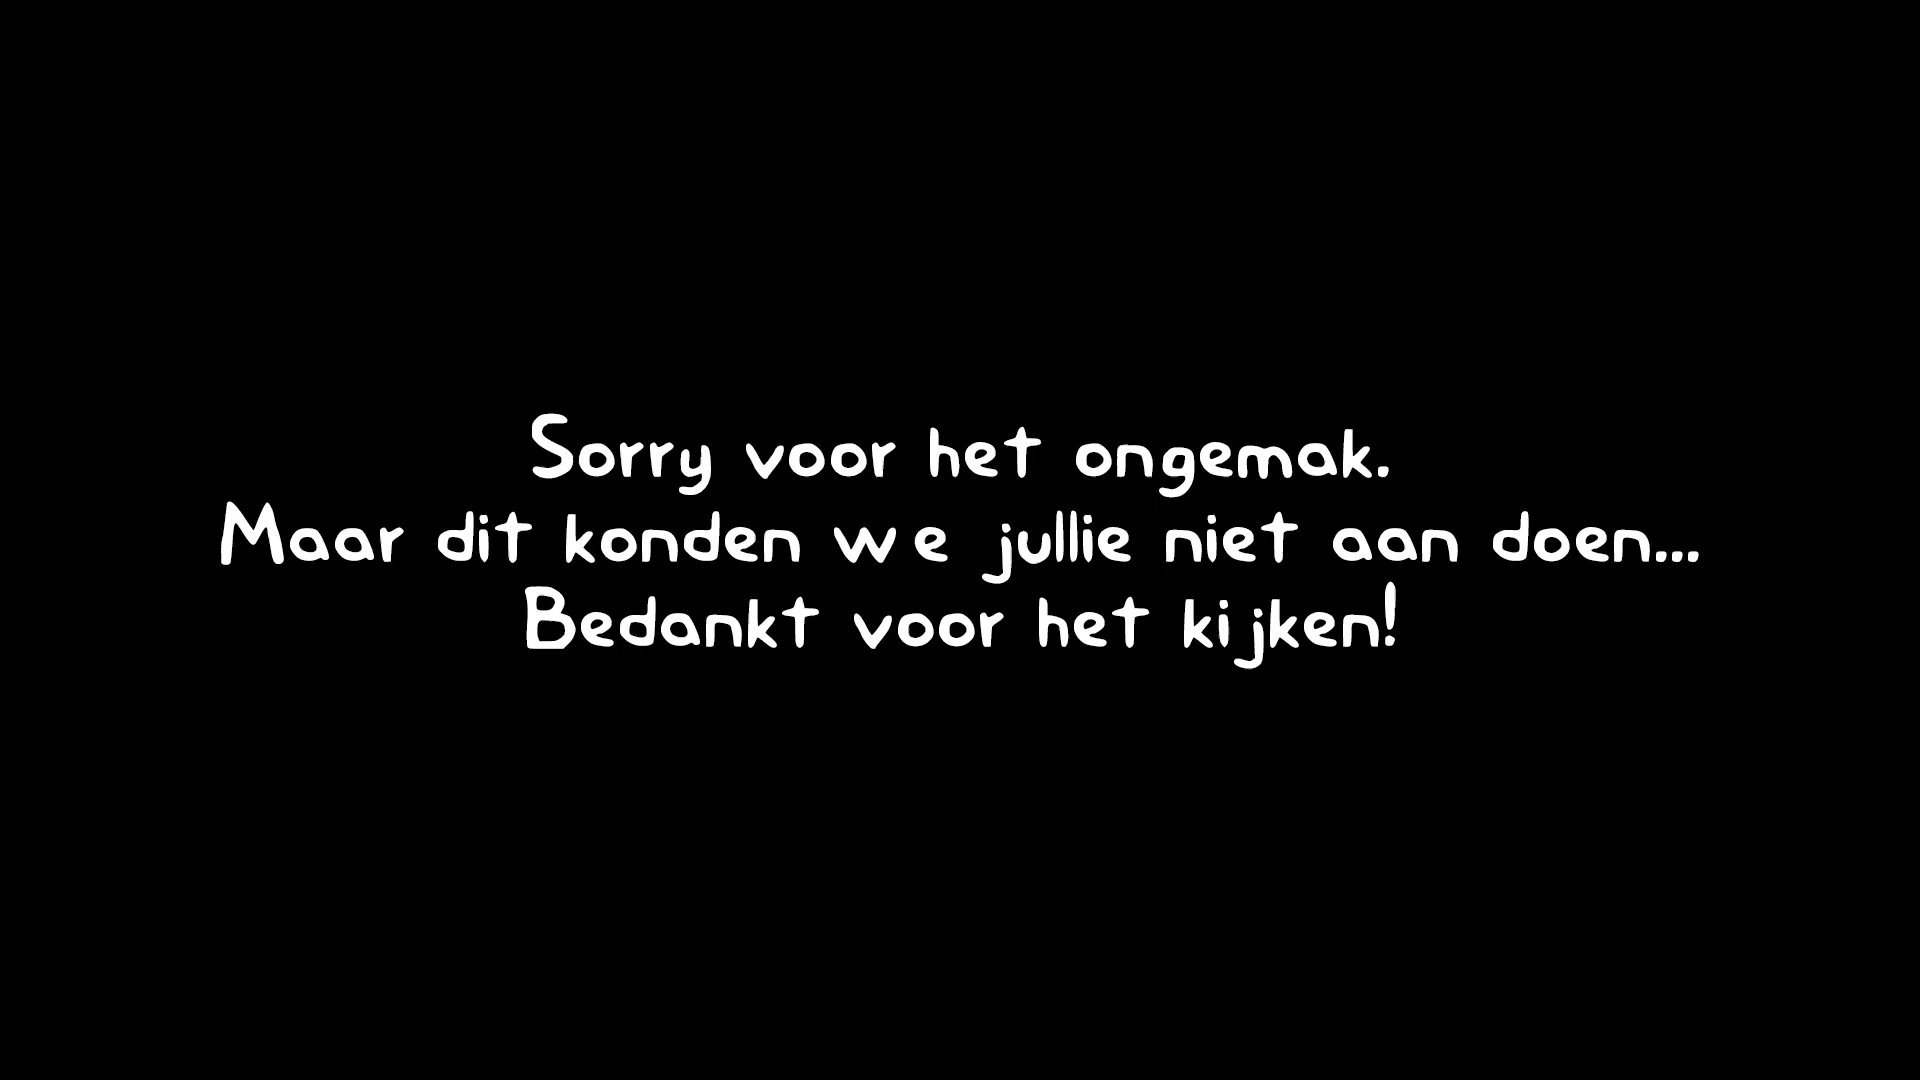 Sorry voor het ongemak.
Maar dit konden we jullie niet aan doen...
Bedankt voor het kijken!